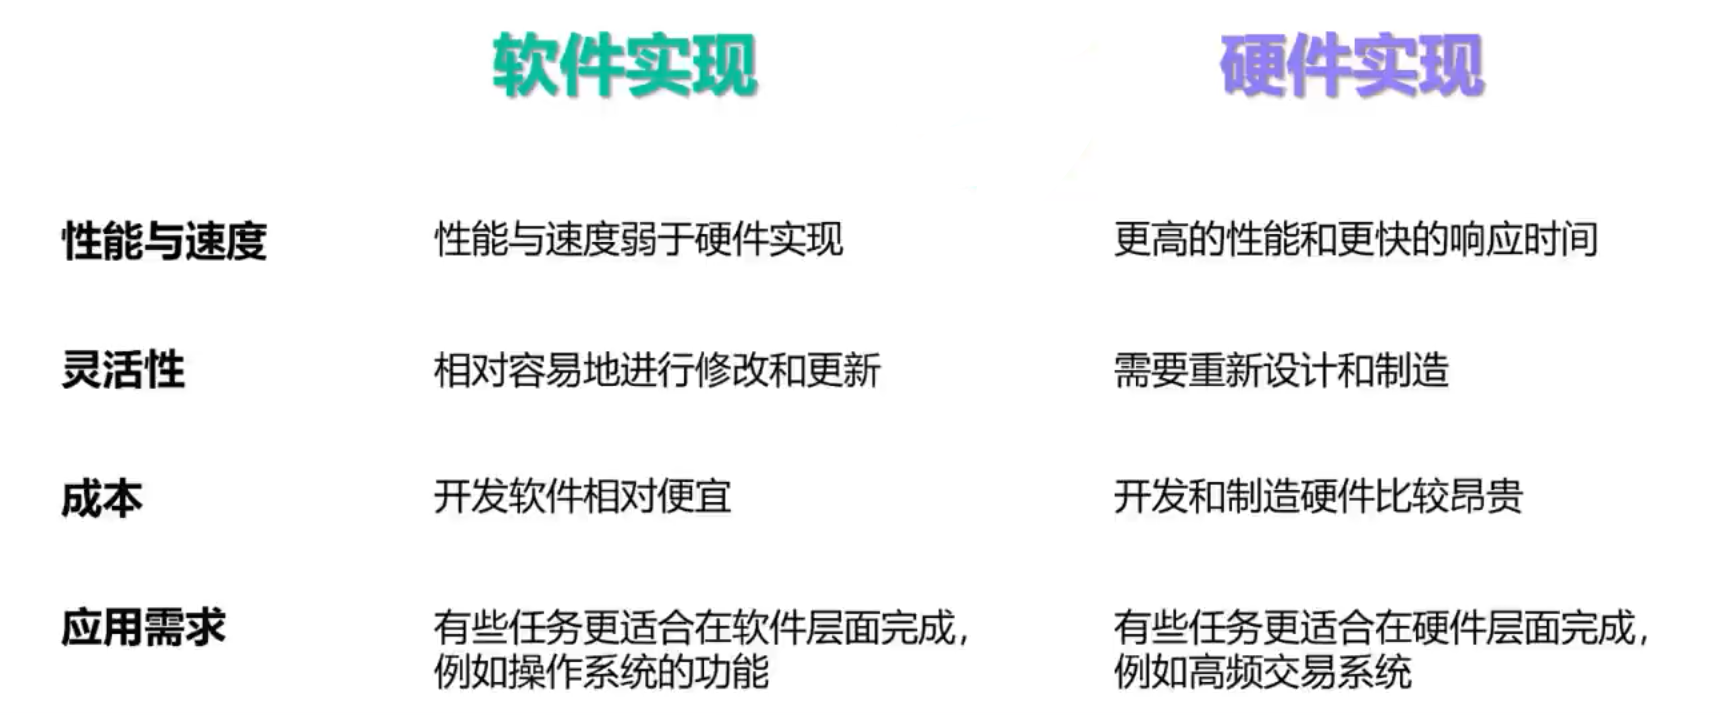 软件实现 硬件实现
性能与速度 性能与速度弱于硬件实现 更高的性能和更快的响应时间
灵活性 相对容易地进行修改和更新 需要重新设计和制造
成本 开发软件相对便宜 开发和制造硬件比较昂贵
应用需求 有些任务更适合在软件层面完成， 有些任务更适合在硬件层面完成，
例如操作系统的功能 例如高频交易系统